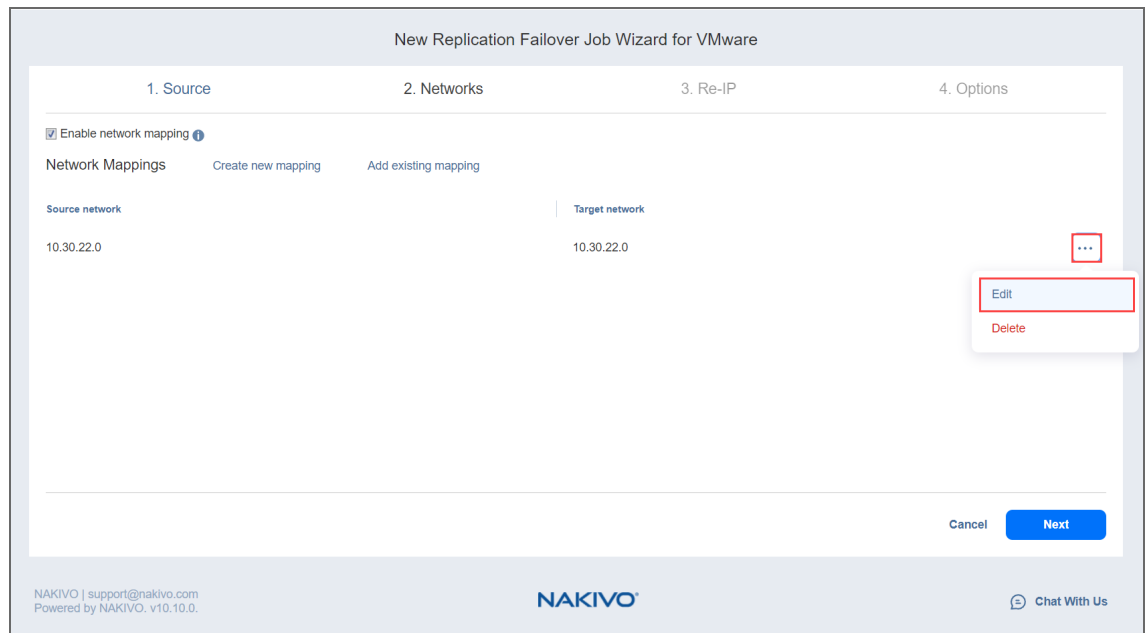 New Replication Failover Job Wizard for VMware
1. Source 2. Networks 3. Re-IP 4. Options
Enable network mapping i
Network Mappings Create new mapping Add existing mapping
Source network Target network
10.30.22.0 10.30.22.0 ...
Edit
Delete
Cancel Next
NAKIVO | support@nakivo.com
Powered by NAKIVO. v10.10.0.
NAKIVO®
Chat With Us